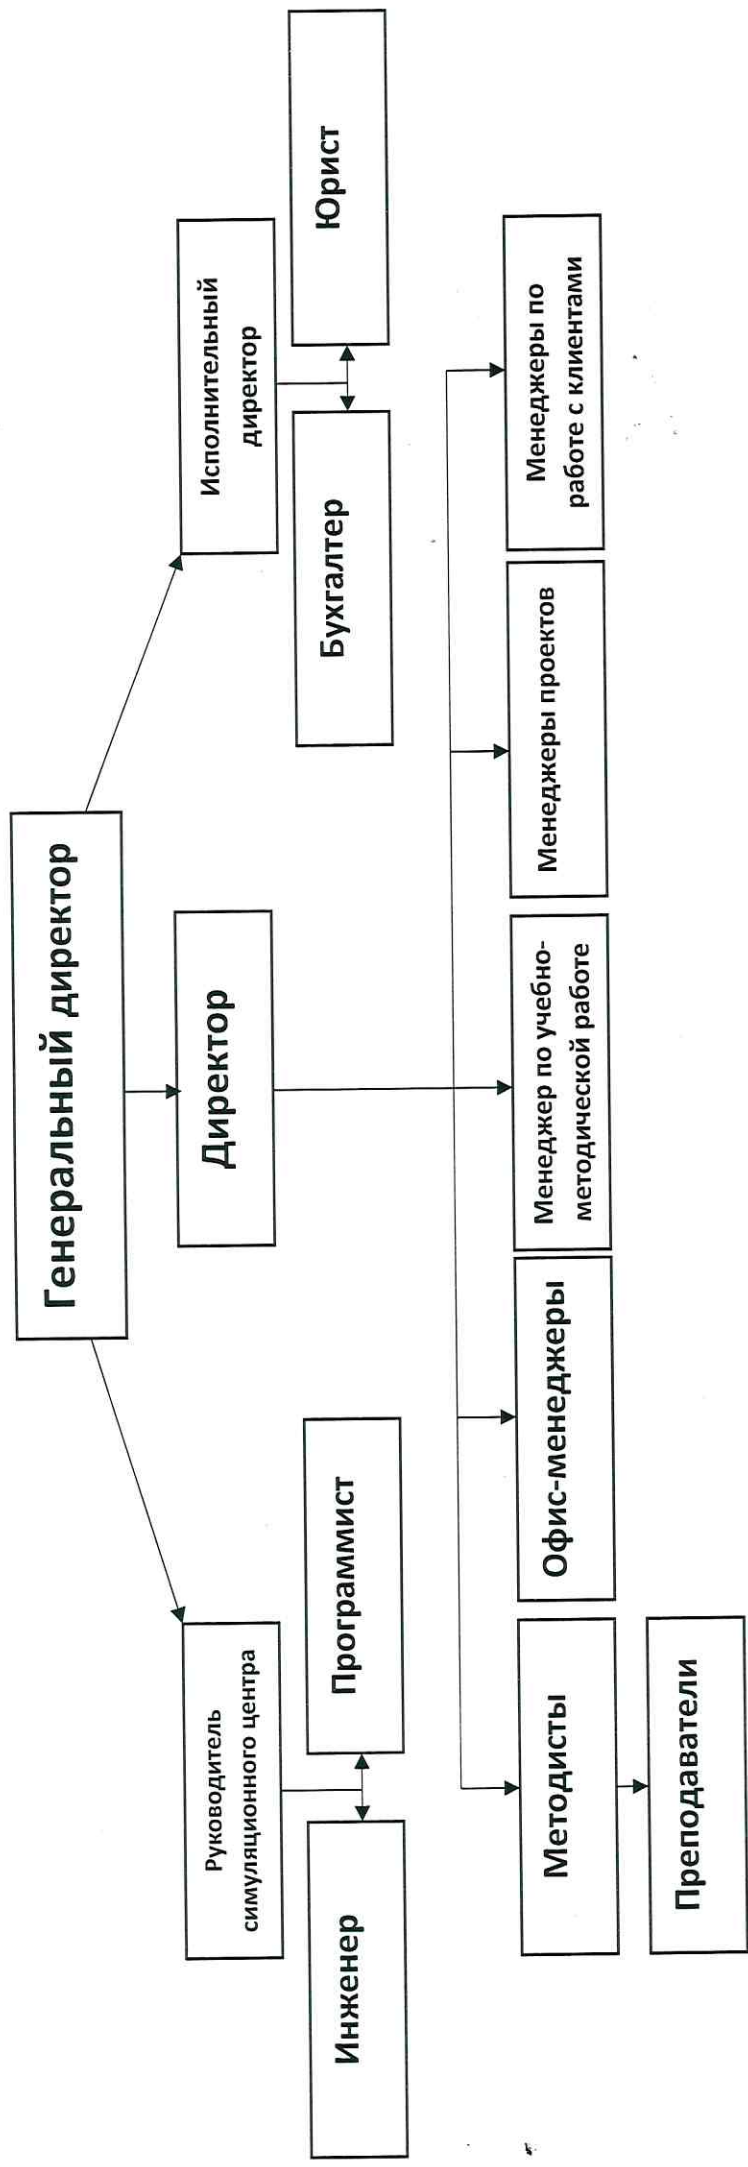 Генеральный директор
Руководитель
симуляционного центра
Директор
Исполнительный
директор
Инженер
Программист
Бухгалтер
Юрист
Методисты
Офис-менеджеры
Менеджер по учебно-
методической работе
Менеджеры проектов
Менеджеры по
работе с клиентами
Преподаватели